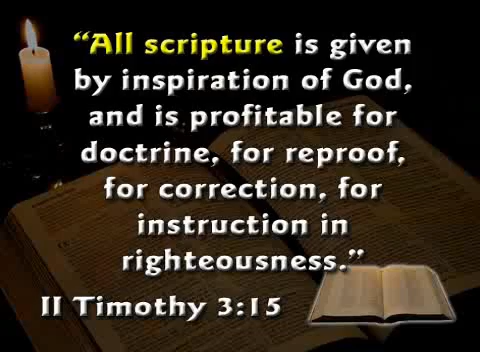 “All scripture is given
by inspiration of God,
and is profitable for
doctrine, for reproof,
for correction, for
instruction in
righteousness.”
II Timothy 3:15